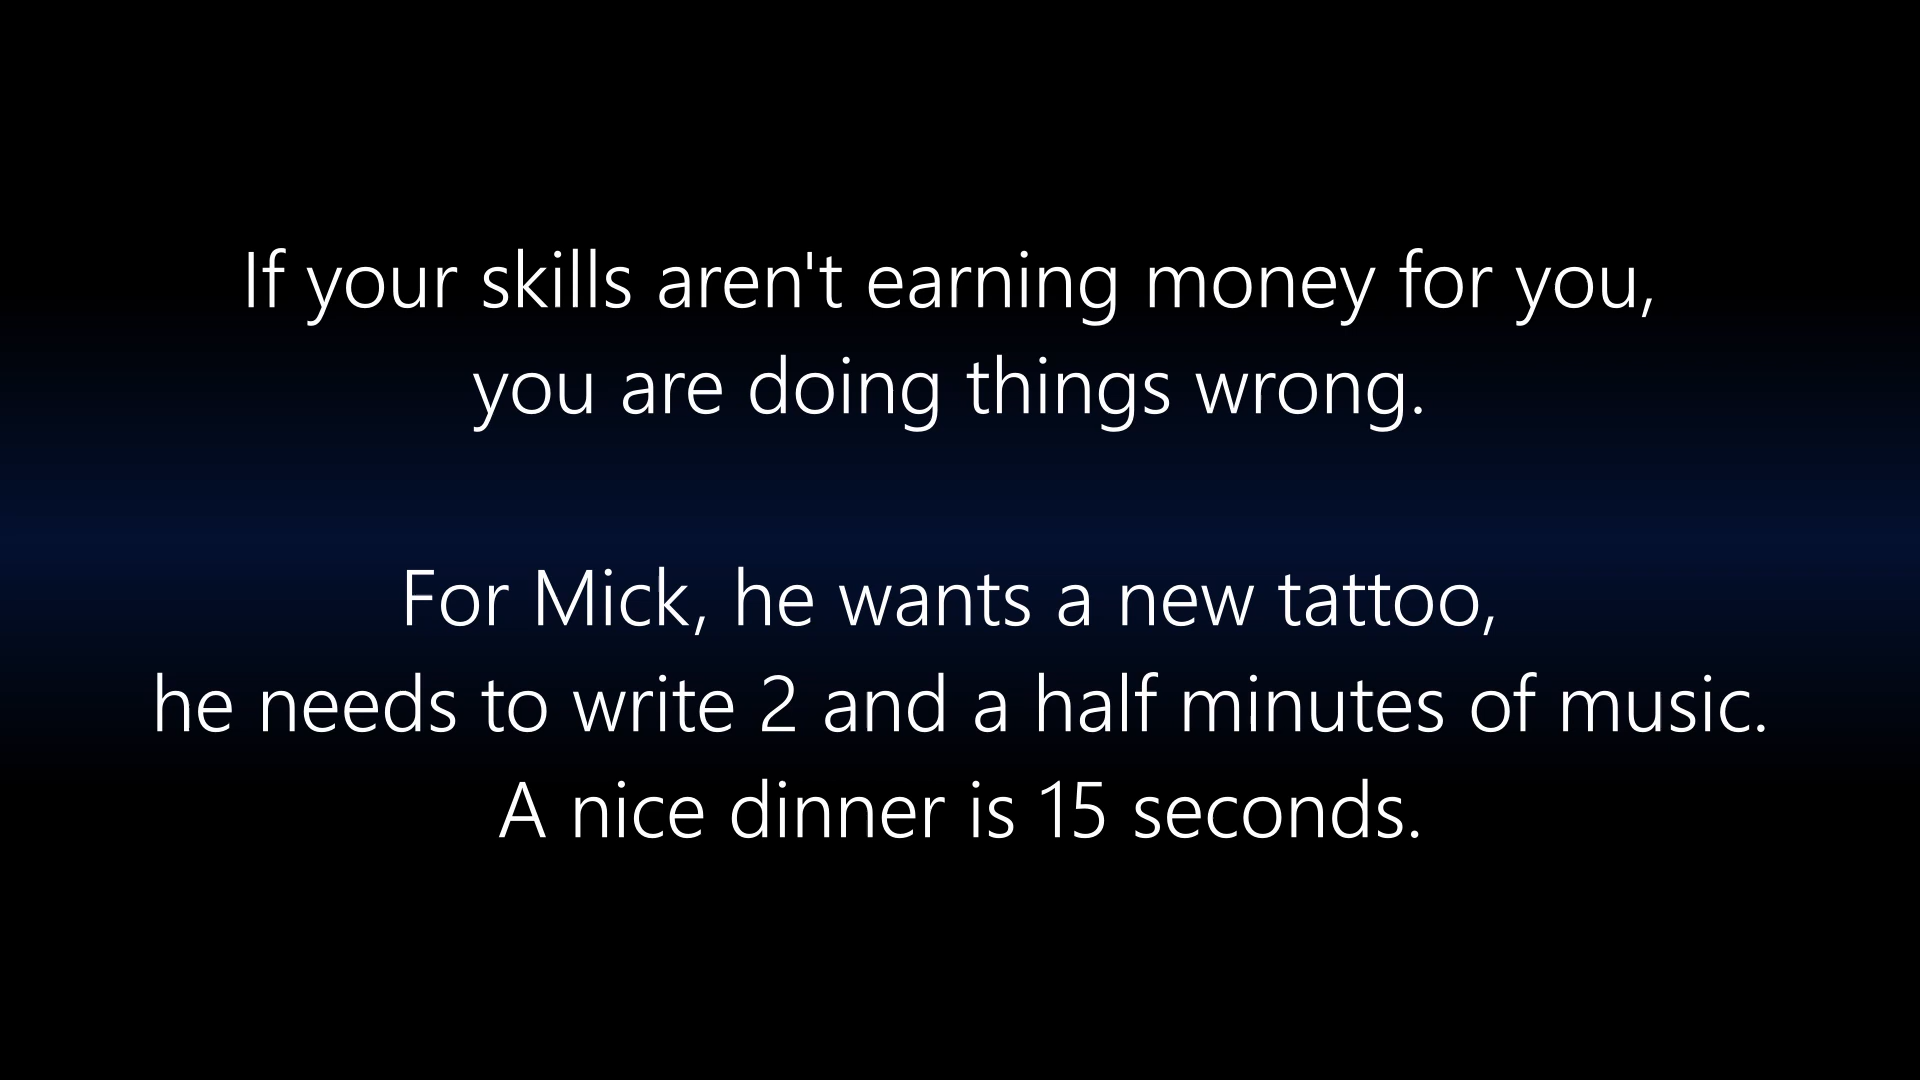 If your skills aren't earning money for you,
you are doing things wrong.
For Mick, he wants a new tattoo,
he needs to write 2 and a half minutes of music.
A nice dinner is 15 seconds.